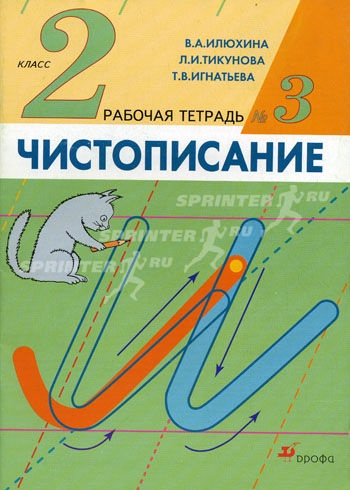 2
КЛАСС
В.А.ИЛЮХИНА
Л.И.ТИКУНОВА
Т.В.ИГНАТЬЕВА
РАБОЧАЯ ТЕТРАДЬ № 3
ЧИСТОПИСАНИЕ
SPRINTER.RU
SPRINTER.RU
SPRINTER.RU
дрофа